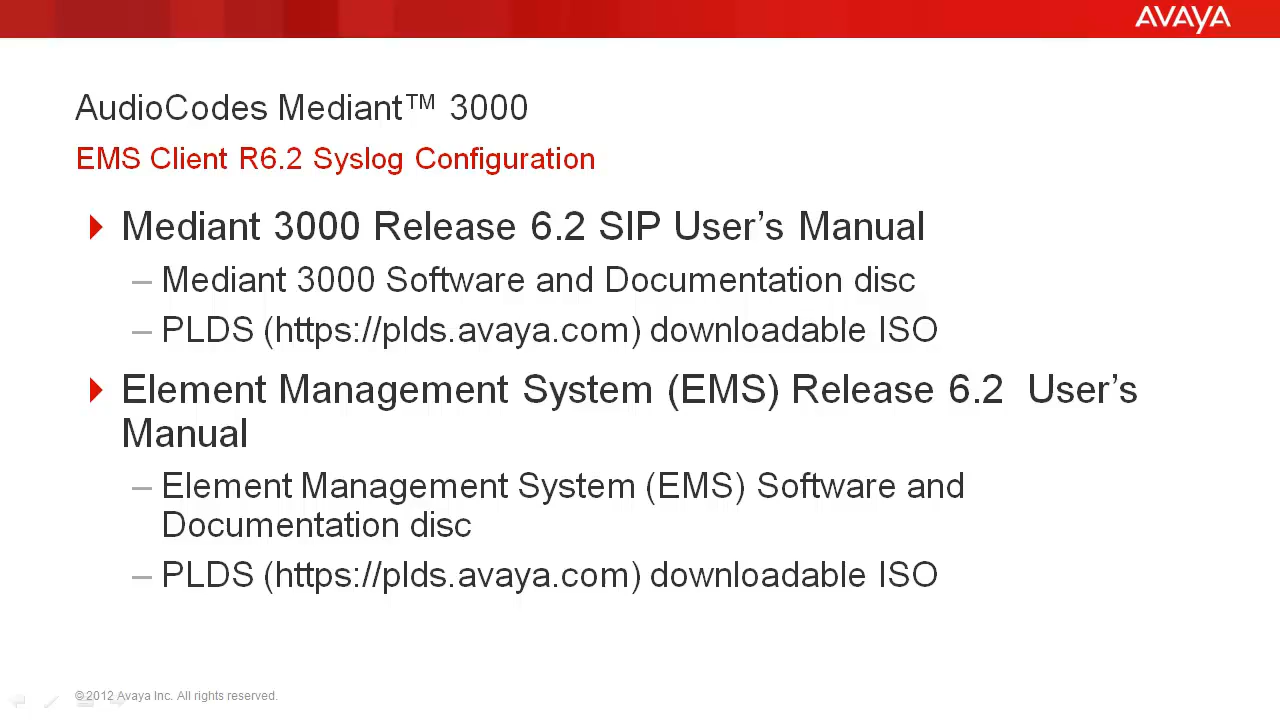 AVAYA
AudioCodes Mediant™ 3000
EMS Client R6.2 Syslog Configuration
Mediant 3000 Release 6.2 SIP User’s Manual
– Mediant 3000 Software and Documentation disc
– PLDS (https://plds.avaya.com) downloadable ISO
Element Management System (EMS) Release 6.2 User’s
Manual
– Element Management System (EMS) Software and
Documentation disc
– PLDS (https://plds.avaya.com) downloadable ISO
©2012 Avaya Inc. All rights reserved.